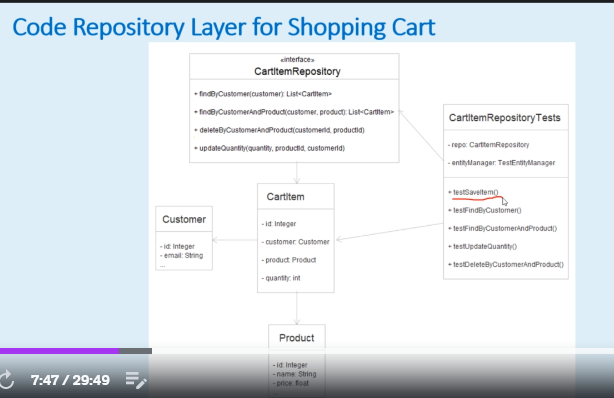 Code Repository Layer for Shopping Cart
«interface»
CartItemRepository
+ findByCustomer(customer): List<CartItem>
+ findByCustomerAndProduct(customer, product): List<CartItem>
+ deleteByCustomerAndProduct(customerId, productId)
+ updateQuantity(quantity, productId, customerId)
CartItemRepositoryTests
- repo: CartItemRepository
- entityManager: TestEntityManager
+ testSaveItem()
+ testFindByCustomer()
+ testFindByCustomerAndProduct()
+ testUpdateQuantity()
+ testDeleteByCustomerAndProduct()
CartItem
- id: Integer
- customer: Customer
- product: Product
- quantity: int
Customer
- id: Integer
- email: String
...
Product
- id: Integer
- name: String
- price: float
7:47 / 29:49